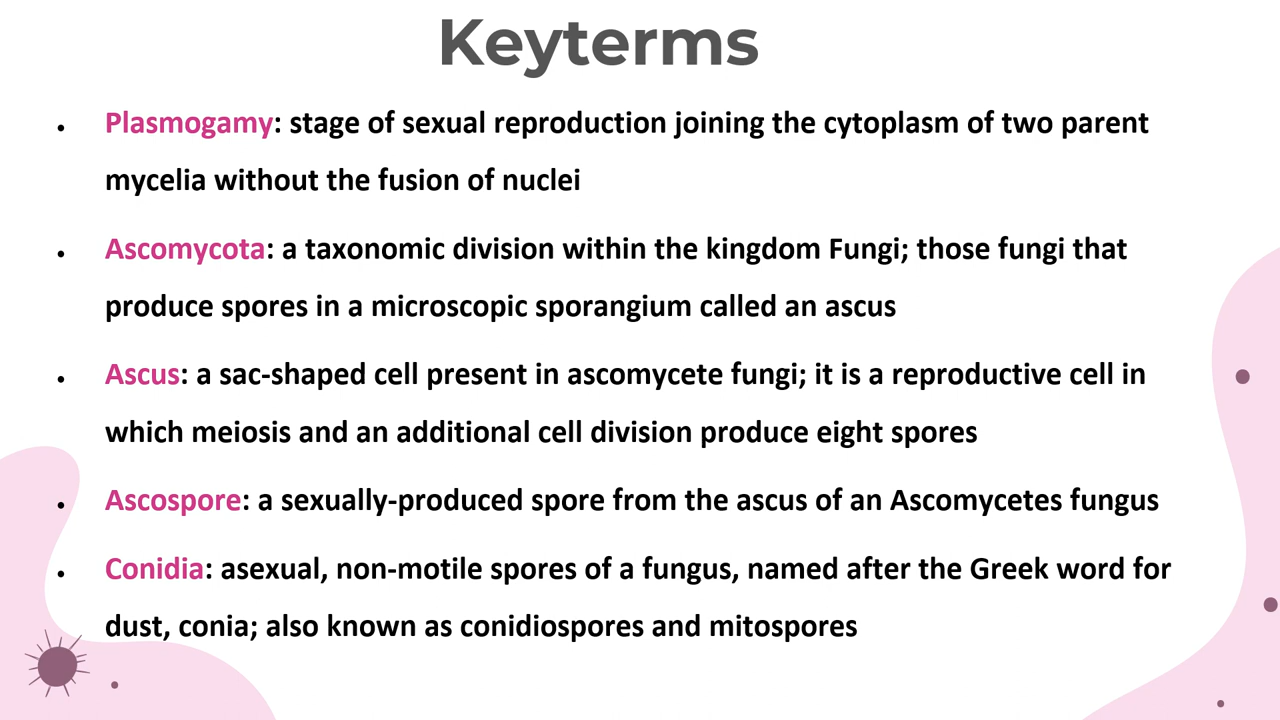 Keyterms
• Plasmogamy: stage of sexual reproduction joining the cytoplasm of two parent
mycelia without the fusion of nuclei
• Ascomycota: a taxonomic division within the kingdom Fungi; those fungi that
produce spores in a microscopic sporangium called an ascus
• Ascus: a sac-shaped cell present in ascomycete fungi; it is a reproductive cell in
which meiosis and an additional cell division produce eight spores
• Ascospore: a sexually-produced spore from the ascus of an Ascomycetes fungus
• Conidia: asexual, non-motile spores of a fungus, named after the Greek word for
dust, conia; also known as conidiospores and mitospores